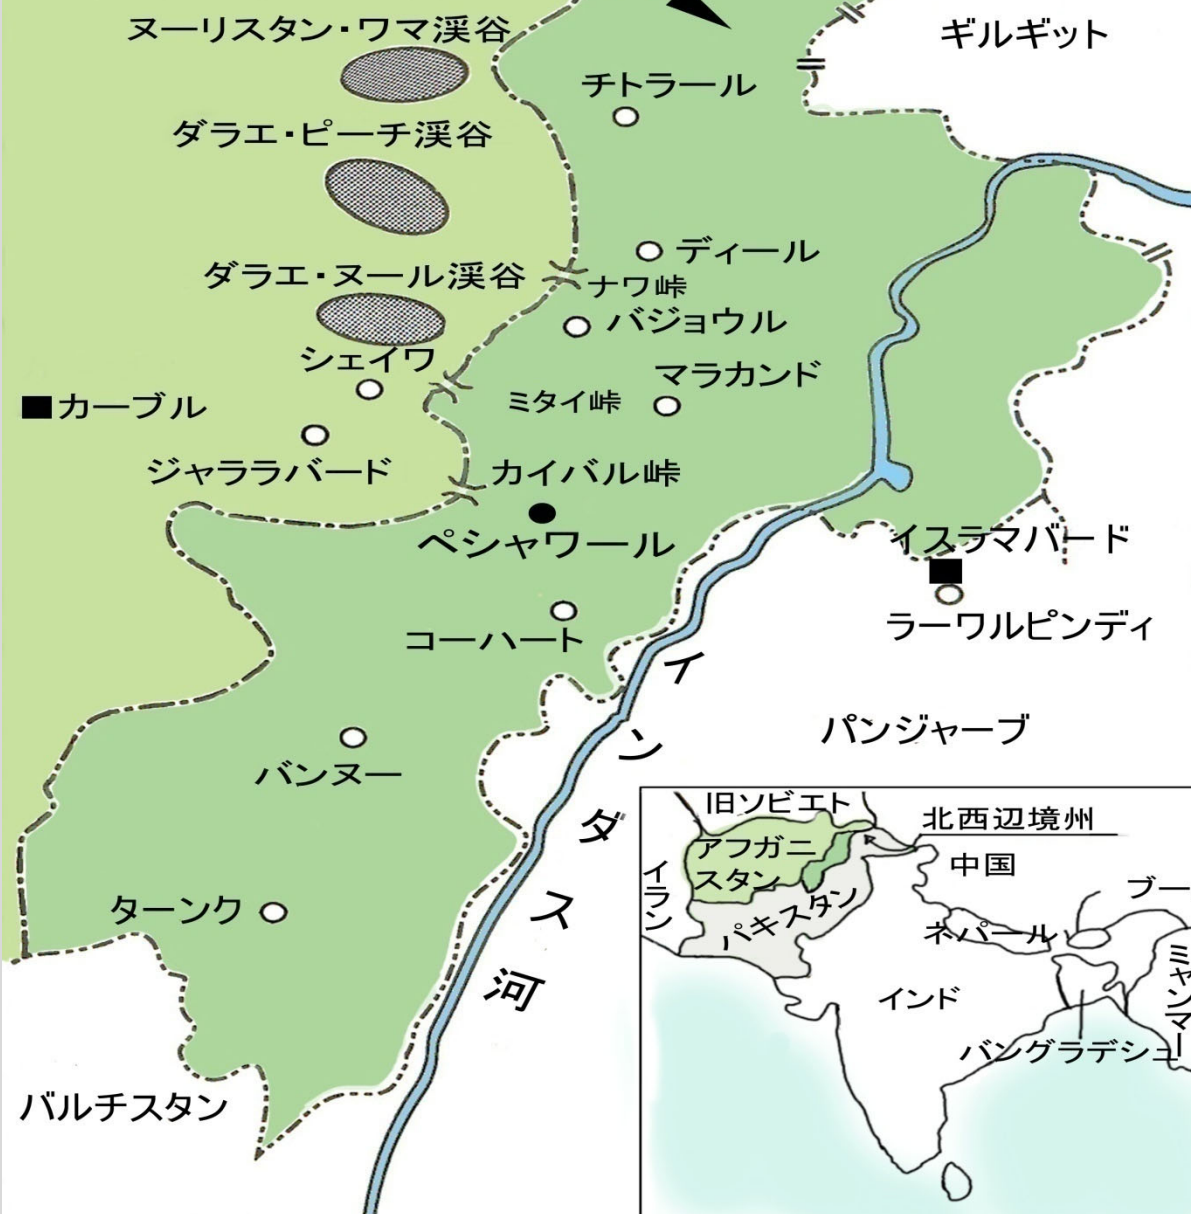 ヌーリスタン・ワマ渓谷
ギルギット
チトラール
ダラエ・ピーチ渓谷
ディール
ダラエ・ヌール渓谷
ナワ峠
バジョウル
シェイワ
マラカンド
ミタイ峠
カーブル
ジャララバード
カイバル峠
ペシャワール
イスラマバード
ラーワルピンディ
コーハート
インダス河
パンジャーブ
バンヌー
ターンク
バルチスタン
旧ソビエト
北西辺境州
アフガニ
スタン
中国
イラン
パキスタン
ブー
ネパール
ミャンマー
インド
バングラデシュ